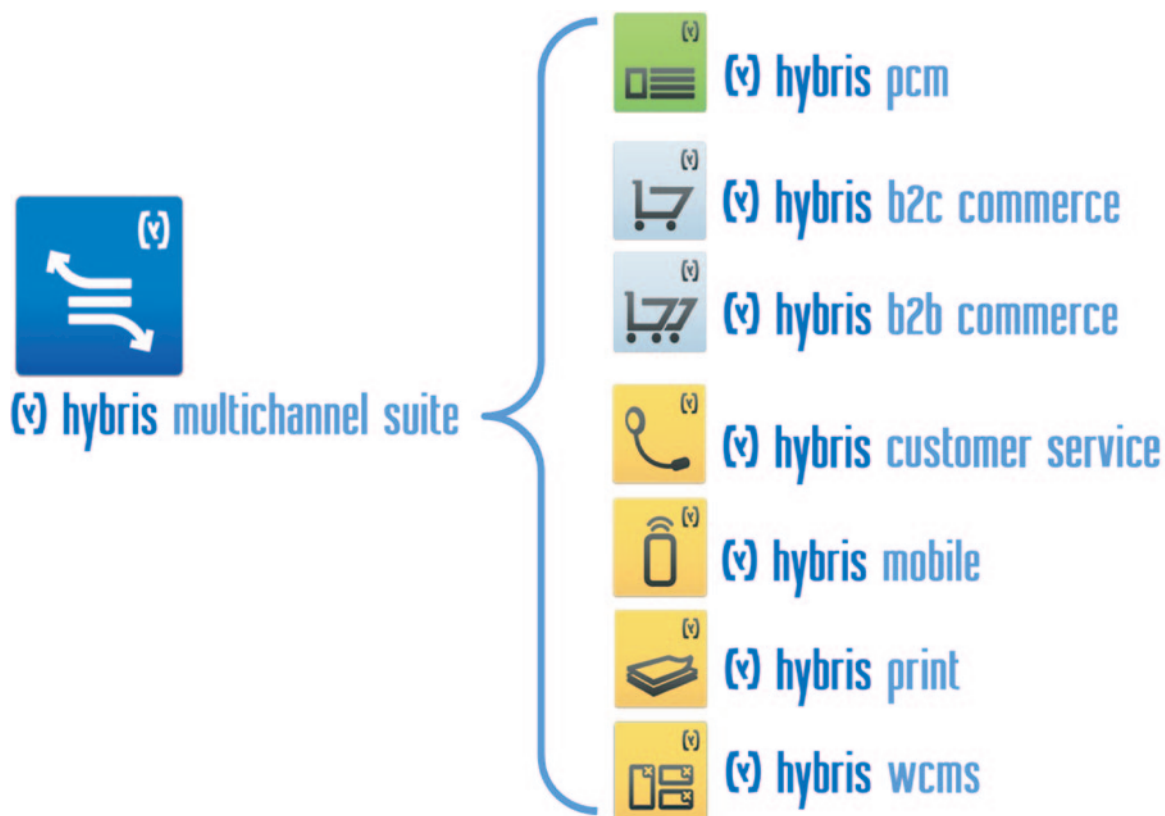 hybris pcm
hybris b2c commerce
hybris b2b commerce
hybris multichannel suite
hybris customer service
hybris mobile
hybris print
hybris wcms